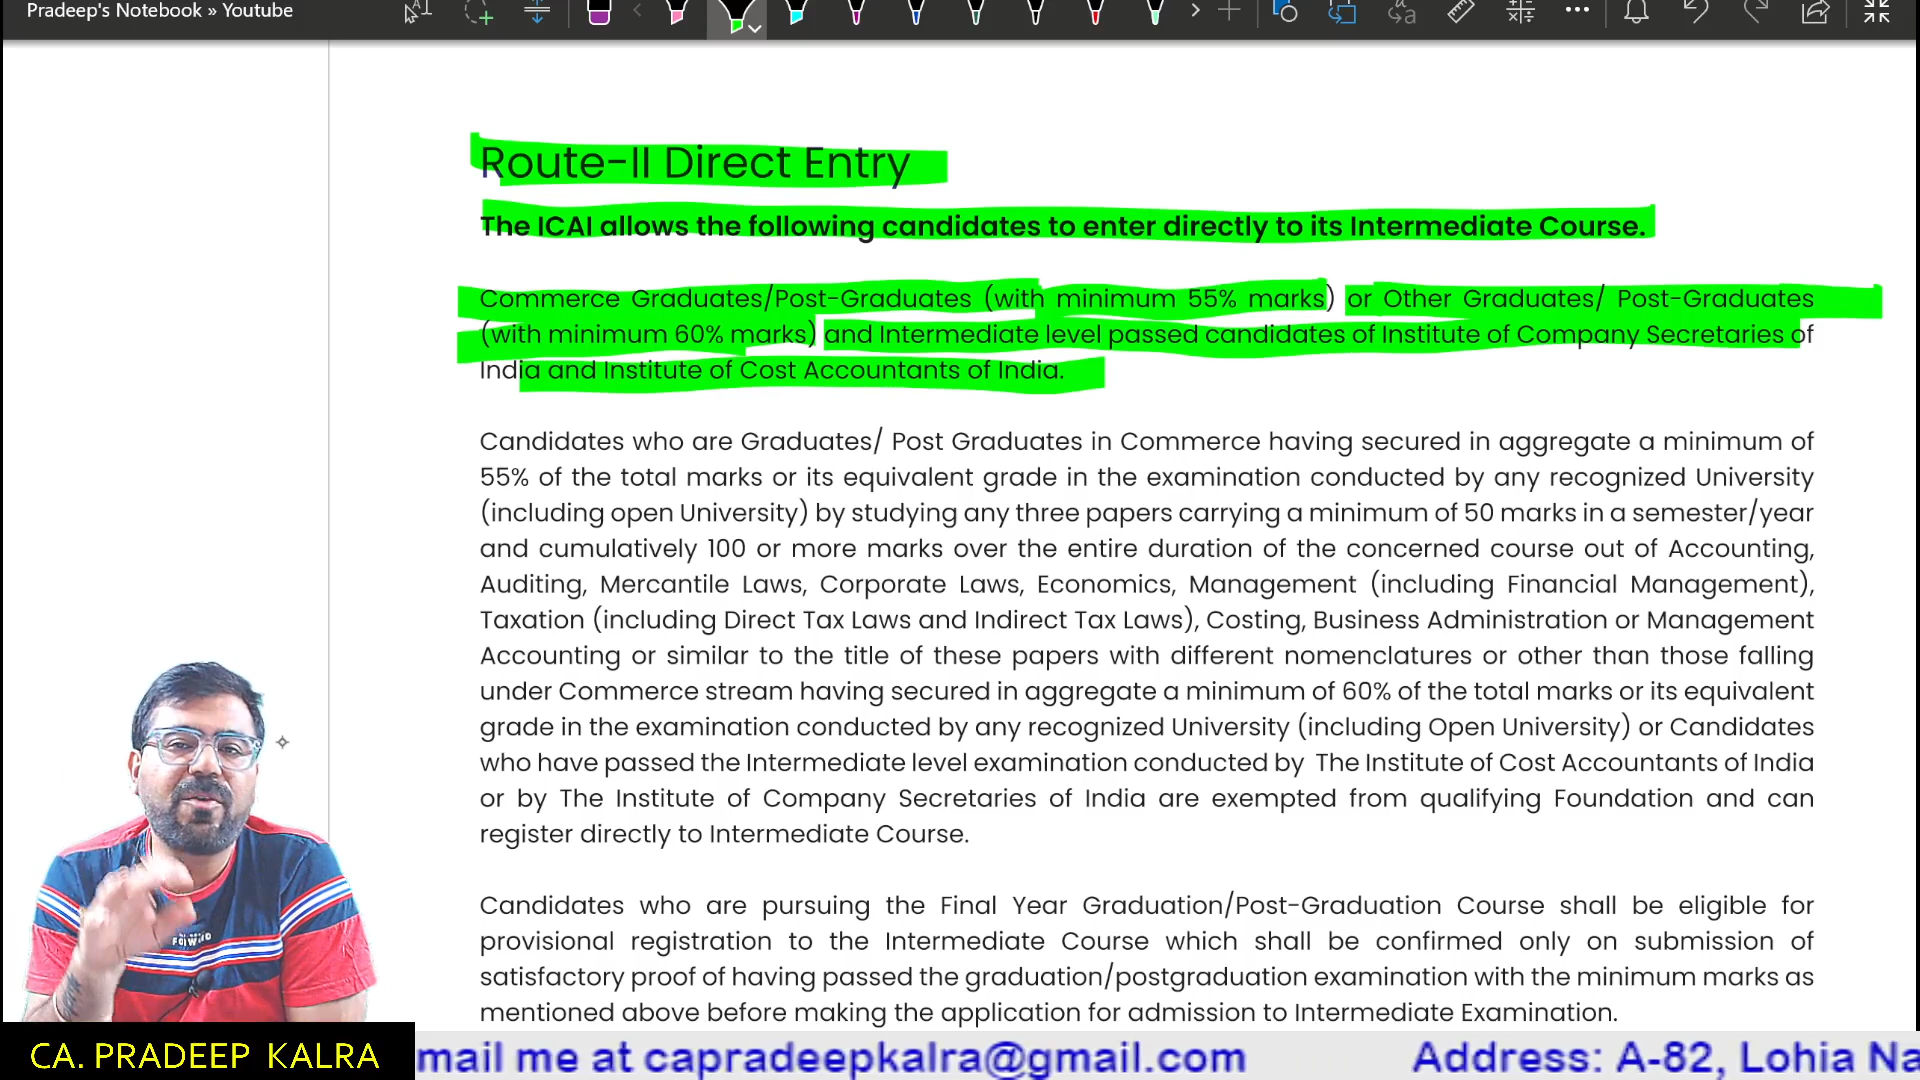 Pradeep's Notebook » Youtube
Route-II Direct Entry
The ICAI allows the following candidates to enter directly to its Intermediate Course.
Commerce Graduates/Post-Graduates (with minimum 55% marks) or Other Graduates/ Post-Graduates
(with minimum 60% marks) and Intermediate level passed candidates of Institute of Company Secretaries of
India and Institute of Cost Accountants of India.
Candidates who are Graduates/ Post Graduates in Commerce having secured in aggregate a minimum of
55% of the total marks or its equivalent grade in the examination conducted by any recognized University
(including open University) by studying any three papers carrying a minimum of 50 marks in a semester/year
and cumulatively 100 or more marks over the entire duration of the concerned course out of Accounting,
Auditing, Mercantile Laws, Corporate Laws, Economics, Management (including Financial Management),
Taxation (including Direct Tax Laws and Indirect Tax Laws), Costing, Business Administration or Management
Accounting or similar to the title of these papers with different nomenclatures or other than those falling
under Commerce stream having secured in aggregate a minimum of 60% of the total marks or its equivalent
grade in the examination conducted by any recognized University (including Open University) or Candidates
who have passed the Intermediate level examination conducted by The Institute of Cost Accountants of India
or by The Institute of Company Secretaries of India are exempted from qualifying Foundation and can
register directly to Intermediate Course.
Candidates who are pursuing the Final Year Graduation/Post-Graduation Course shall be eligible for
provisional registration to the Intermediate Course which shall be confirmed only on submission of
satisfactory proof of having passed the graduation/postgraduation examination with the minimum marks as
mentioned above before making the application for admission to Intermediate Examination.
CA. PRADEEP KALRA
mail me at capradeepkalra@gmail.com Address: A-82, Lohia Na